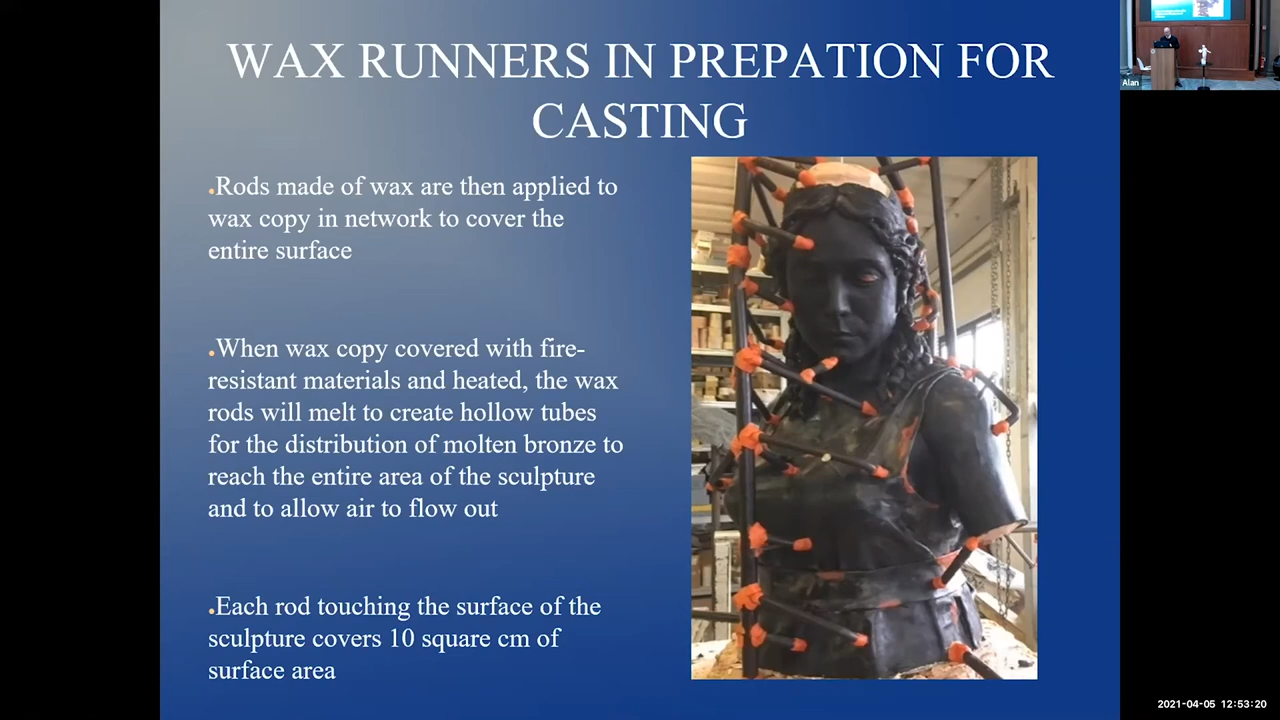 WAX RUNNERS IN PREPATION FOR
CASTING
.Rods made of wax are then applied to
wax copy in network to cover the
entire surface
.When wax copy covered with fire-
resistant materials and heated, the wax
rods will melt to create hollow tubes
for the distribution of molten bronze to
reach the entire area of the sculpture
and to allow air to flow out
.Each rod touching the surface of the
sculpture covers 10 square cm of
surface area
Alan
2021-04-05 12:53:20